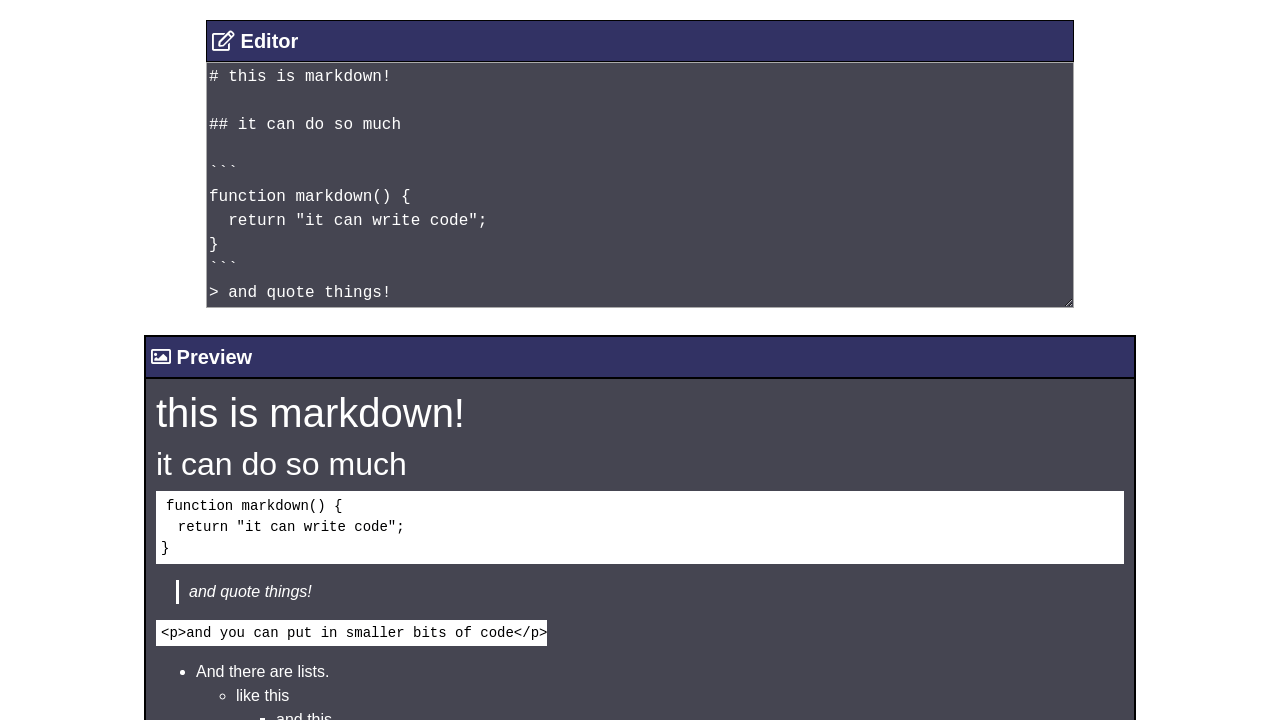 Editor
# this is markdown!
## it can do so much
```
function markdown() {
  return "it can write code";
}
```
> and quote things!
Preview
this is markdown!
it can do so much
function markdown() {
  return "it can write code";
}
and quote things!
<p>and you can put in smaller bits of code</p>
And there are lists.
like this
and this